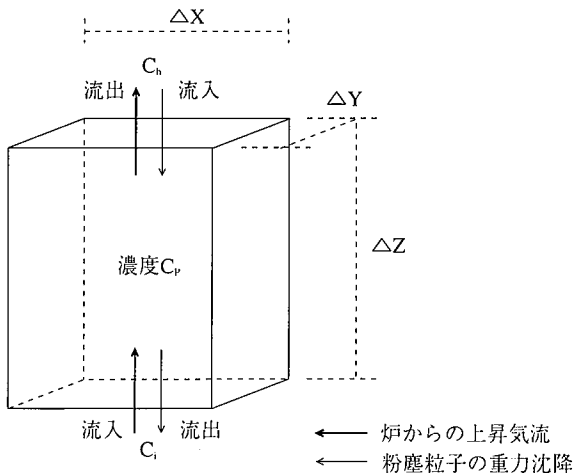 △X
Cₕ
流出 流入
△Y
△Z
濃度Cₚ
流入 流出
Cᵢ
炉からの上昇気流
粉塵粒子の重力沈降